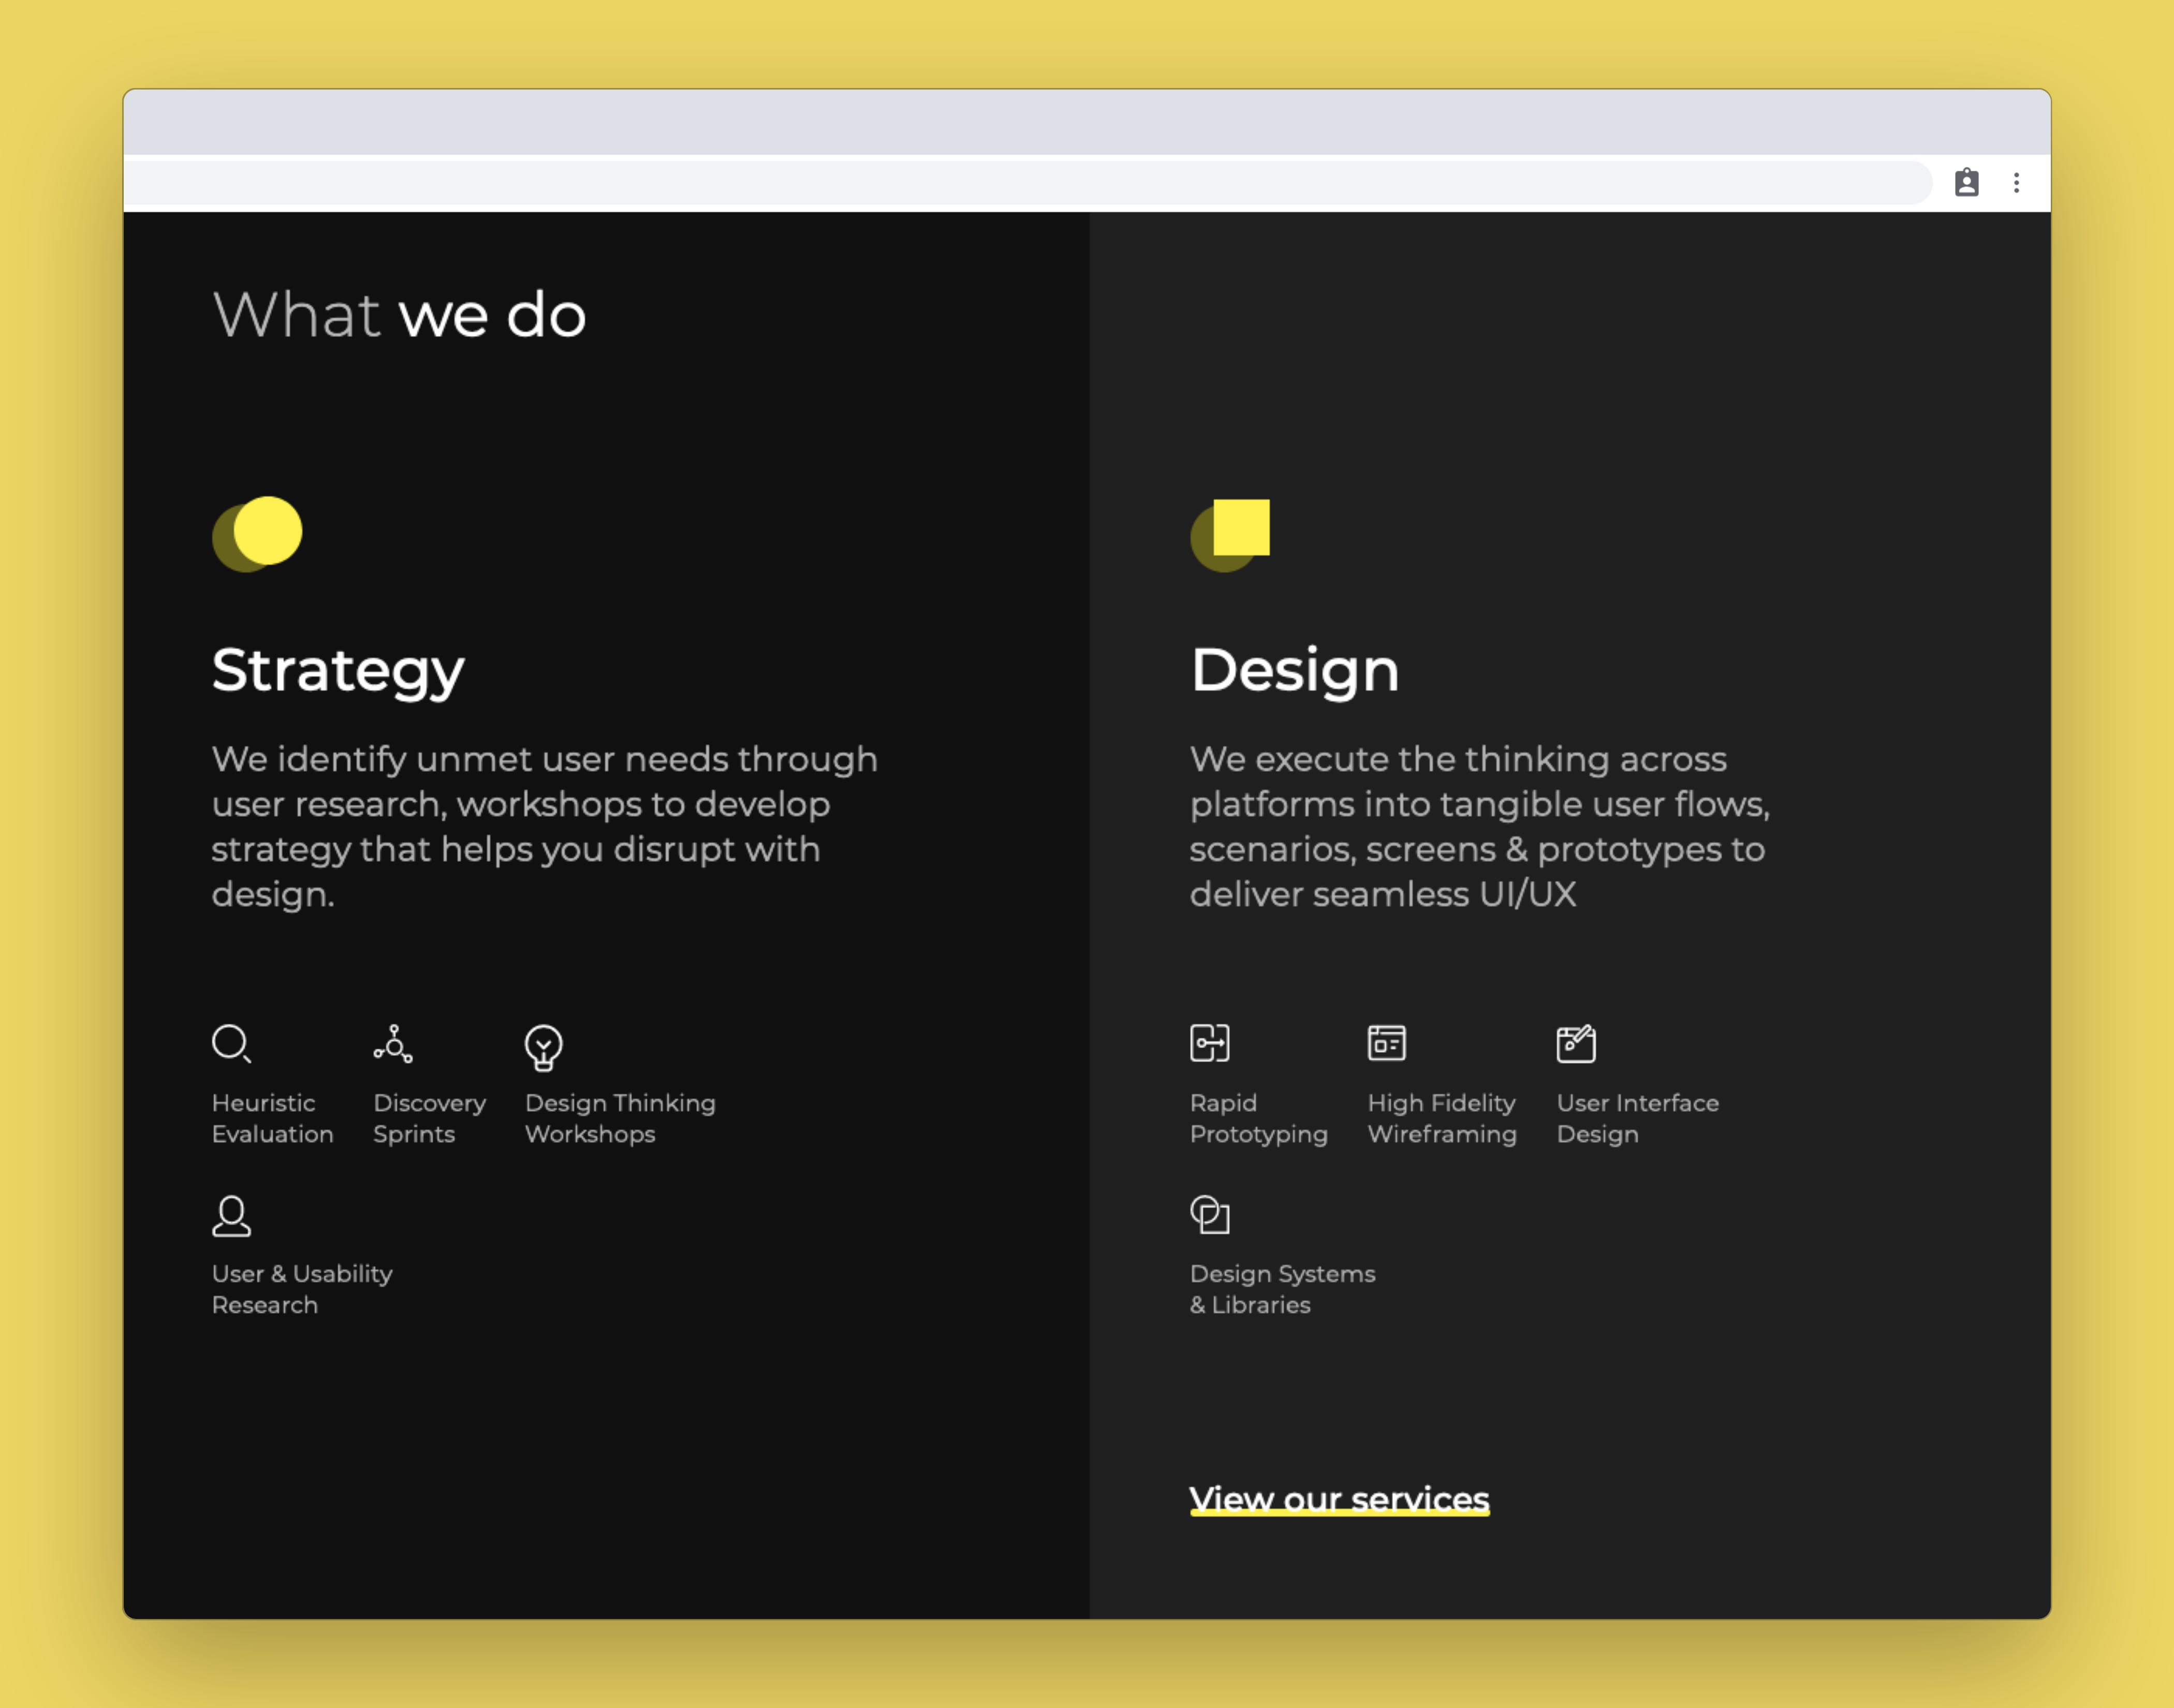 What we do
Strategy
We identify unmet user needs through
user research, workshops to develop
strategy that helps you disrupt with
design.
Heuristic
Evaluation
Discovery
Sprints
Design Thinking
Workshops
User & Usability
Research
Design
We execute the thinking across
platforms into tangible user flows,
scenarios, screens & prototypes to
deliver seamless UI/UX
Rapid
Prototyping
High Fidelity
Wireframing
User Interface
Design
Design Systems
& Libraries
View our services